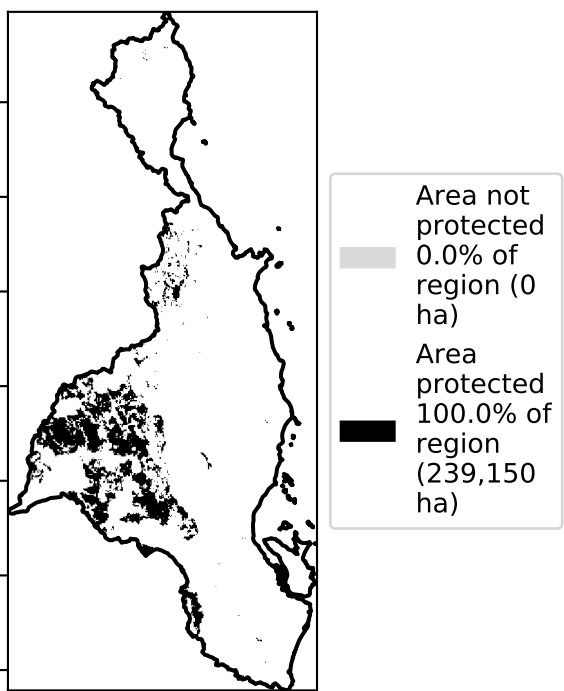 Area not
protected
0.0% of
region (0
ha)
Area
protected
100.0% of
region
(239,150
ha)